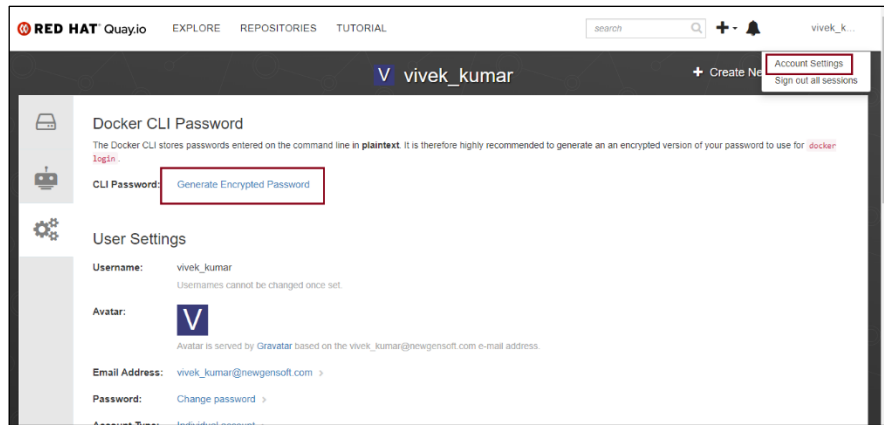 RED HAT Quay.io EXPLORE REPOSITORIES TUTORIAL search vivek_k...
Account Settings
Sign out all sessions
V vivek_kumar + Create Ne
Docker CLI Password
The Docker CLI stores passwords entered on the command line in plaintext. It is therefore highly recommended to generate an an encrypted version of your password to use for docker
login .
CLI Password: Generate Encrypted Password
User Settings
Username: vivek_kumar
Usernames cannot be changed once set.
Avatar: V
Avatar is served by Gravatar based on the vivek_kumar@newgensoft.com e-mail address.
Email Address: vivek_kumar@newgensoft.com >
Password: Change password >
Account Type: Individual account